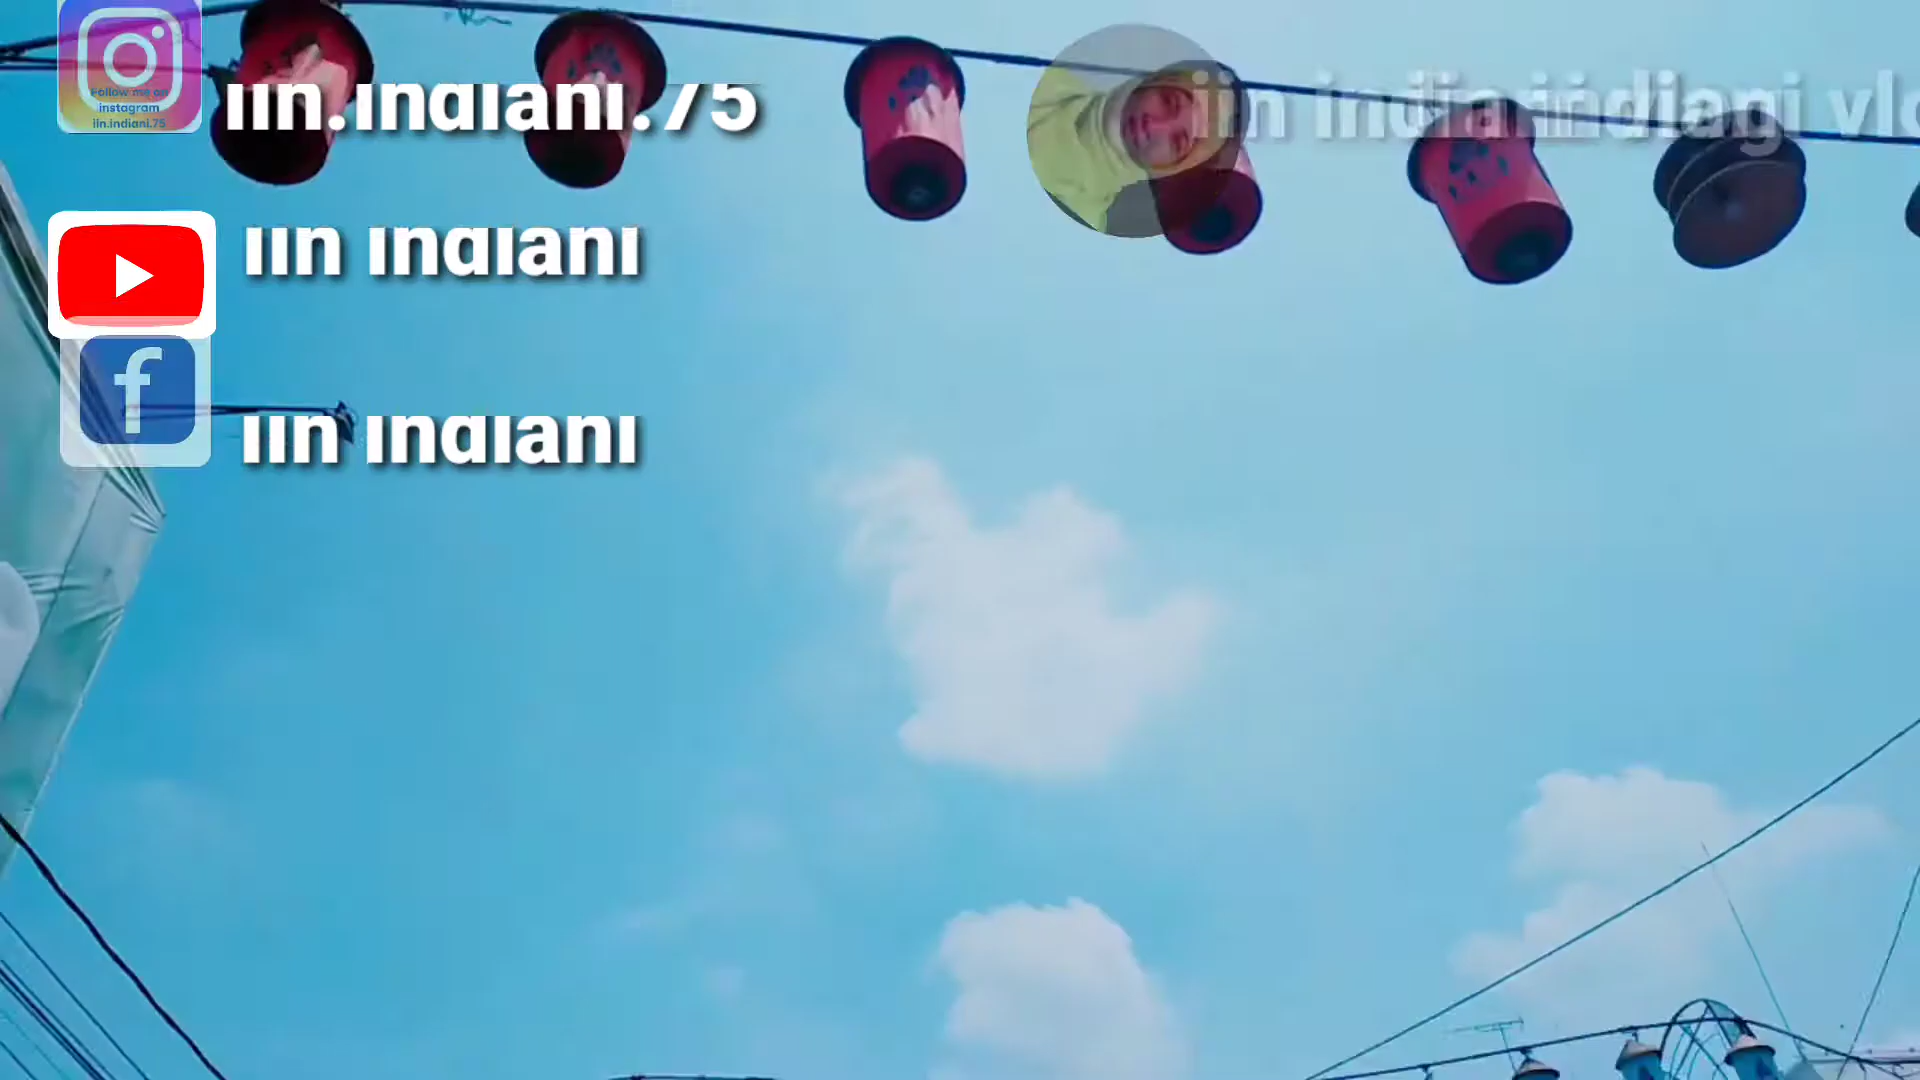 Follow me on
instagram
iin.indiani.75
iin.indiani.75
iin indiani
iin indiani